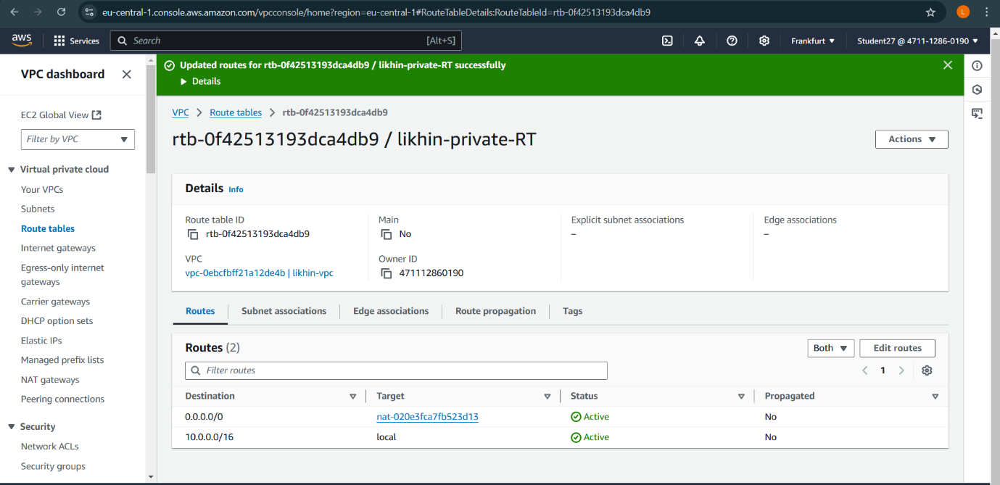 eu-central-1.console.aws.amazon.com/vpcconsole/home?region=eu-central-1#RouteTableDetails:RouteTableId=rtb-0f42513193dca4db9
L
aws
Services
Search [Alt+S]
Frankfurt
Student27 @ 4711-1286-0190
VPC dashboard
EC2 Global View
Filter by VPC
Virtual private cloud
Your VPCs
Subnets
Route tables
Internet gateways
Egress-only internet
gateways
Carrier gateways
DHCP option sets
Elastic IPs
Managed prefix lists
NAT gateways
Peering connections
Security
Network ACLs
Security groups
Updated routes for rtb-0f42513193dca4db9 / likhin-private-RT successfully
Details
VPC > Route tables > rtb-0f42513193dca4db9
rtb-0f42513193dca4db9 / likhin-private-RT
Actions
Details Info
Route table ID
rtb-0f42513193dca4db9
Main
No
Explicit subnet associations
–
Edge associations
–
VPC
vpc-0ebcfbff21a12de4b | likhin-vpc
Owner ID
471112860190
Routes Subnet associations Edge associations Route propagation Tags
Routes (2)
Both
Edit routes
Filter routes
1
Destination Target Status Propagated
0.0.0.0/0 nat-020e3fca7fb523d13 Active No
10.0.0.0/16 local Active No